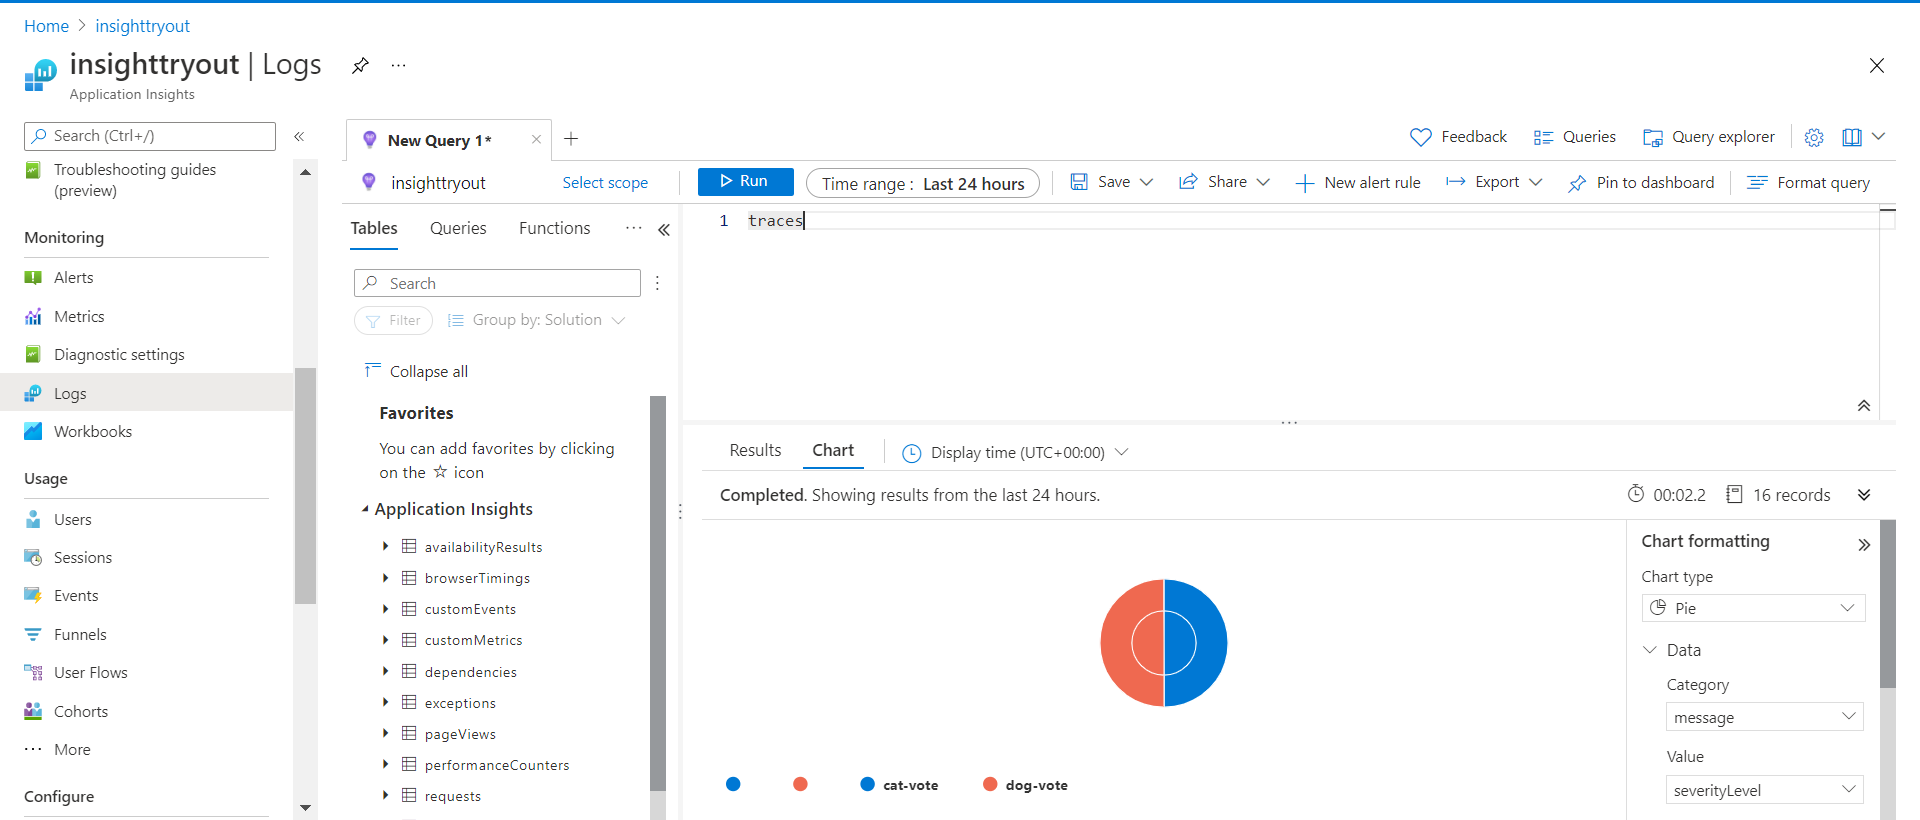 Home > insighttryout
insighttryout | Logs
Application Insights
Search (Ctrl+/)
Troubleshooting guides
(preview)
Monitoring
Alerts
Metrics
Diagnostic settings
Logs
Workbooks
Usage
Users
Sessions
Events
Funnels
User Flows
Cohorts
More
Configure
New Query 1*
Feedback
Queries
Query explorer
insighttryout
Select scope
Run
Time range : Last 24 hours
Save
Share
New alert rule
Export
Pin to dashboard
Format query
Tables
Queries
Functions
Search
Filter
Group by: Solution
Collapse all
Favorites
You can add favorites by clicking
on the ☆ icon
Application Insights
availabilityResults
browserTimings
customEvents
customMetrics
dependencies
exceptions
pageViews
performanceCounters
requests
1 traces
Results
Chart
Display time (UTC+00:00)
Completed. Showing results from the last 24 hours.
00:02.2
16 records
cat-vote
dog-vote
Chart formatting
Chart type
Pie
Data
Category
message
Value
severityLevel